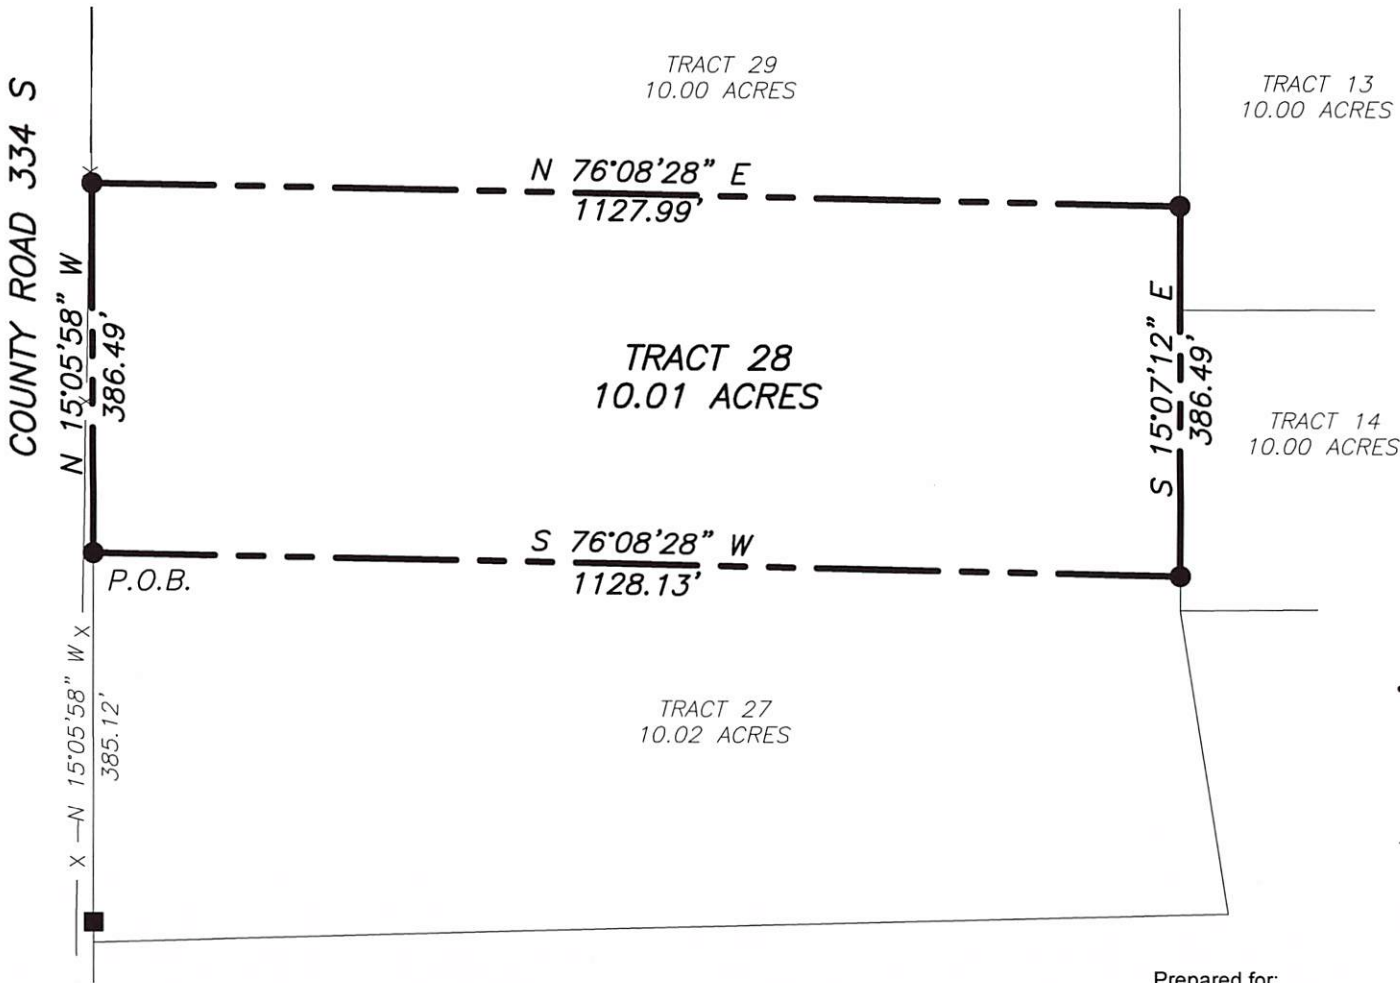 COUNTY ROAD 334 S
TRACT 29
10.00 ACRES
TRACT 13
10.00 ACRES
N 76°08'28" E
1127.99'
N 15°05'58" W
386.49'
TRACT 28
10.01 ACRES
S 15°07'12" E
386.49'
TRACT 14
10.00 ACRES
S 76°08'28" W
1128.13'
P.O.B.
X
N 15°05'58" W
385.12'
X
TRACT 27
10.02 ACRES
Prepared for: